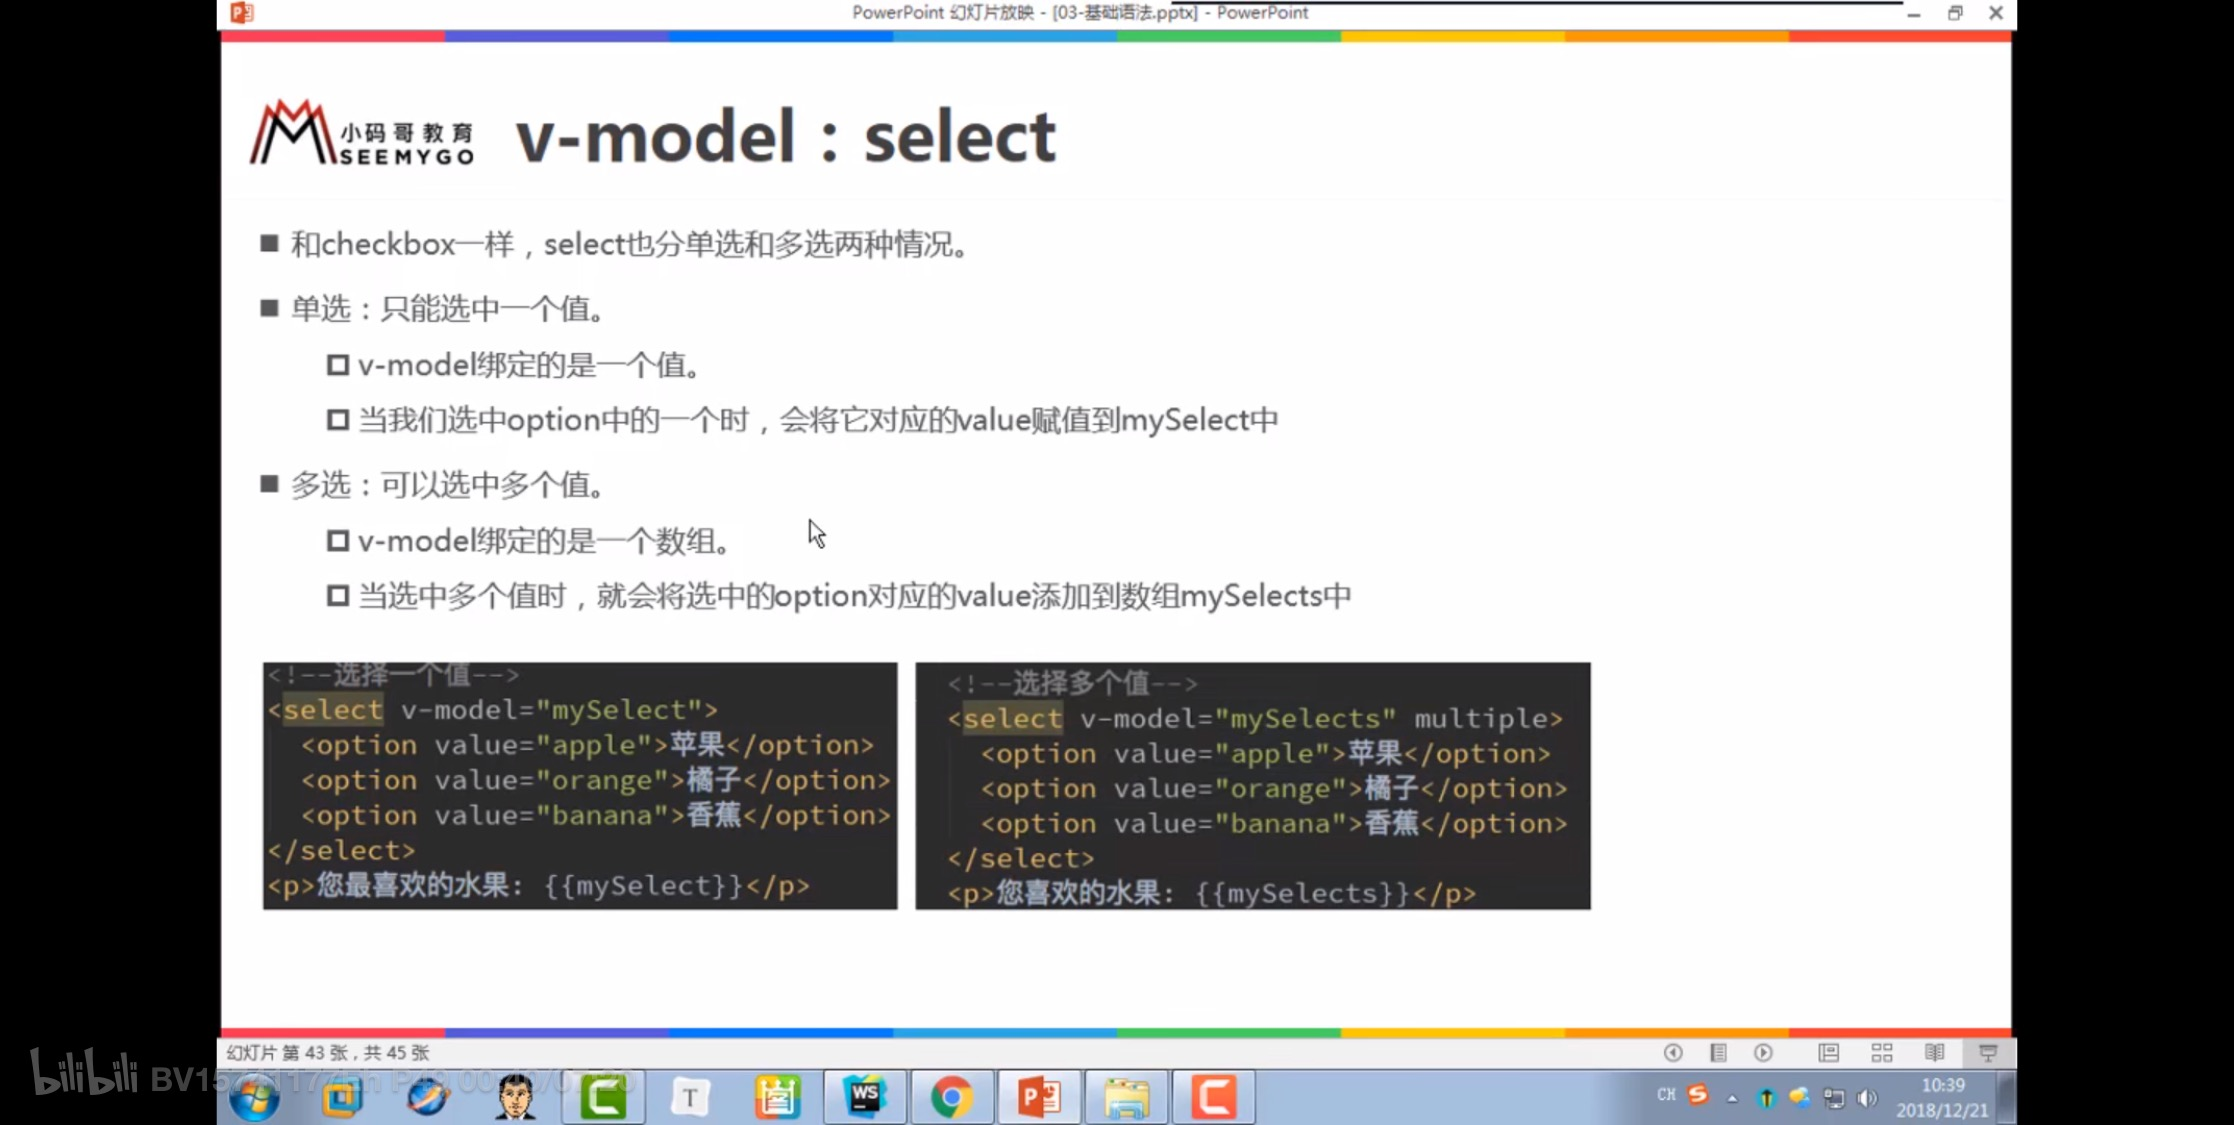 PowerPoint 幻灯片放映 - [03-基础语法.pptx] - PowerPoint
小码哥教育
SEEMYGO
v-model：select
和checkbox一样，select也分单选和多选两种情况。
单选：只能选中一个值。
v-model绑定的是一个值。
当我们选中option中的一个时，会将它对应的value赋值到mySelect中
多选：可以选中多个值。
v-model绑定的是一个数组。
当选中多个值时，就会将选中的option对应的value添加到数组mySelects中
<!--选择一个值-->
<select v-model="mySelect">
<option value="apple">苹果</option>
<option value="orange">橘子</option>
<option value="banana">香蕉</option>
</select>
<p>您最喜欢的水果: {{mySelect}}</p>
<!--选择多个值-->
<select v-model="mySelects" multiple>
<option value="apple">苹果</option>
<option value="orange">橘子</option>
<option value="banana">香蕉</option>
</select>
<p>您喜欢的水果: {{mySelects}}</p>
幻灯片 第 43 张，共 45 张
bilibili
T
WS
CH
10:39
2018/12/21